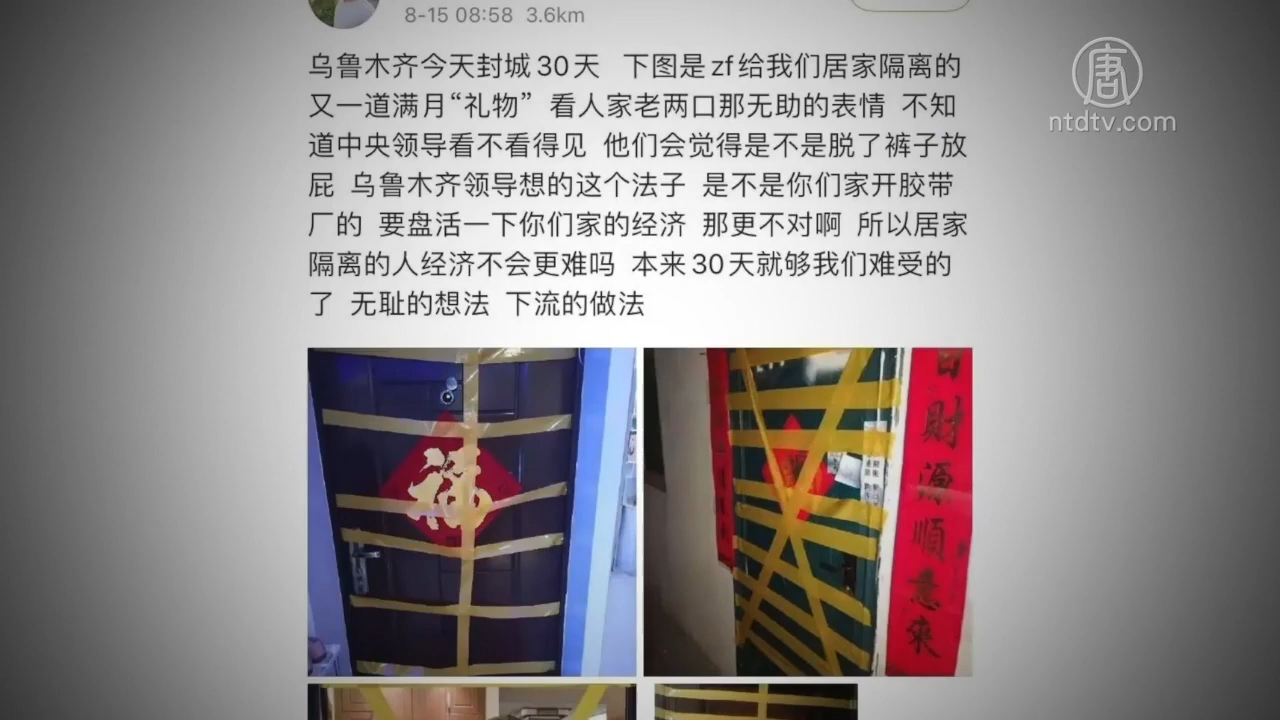 8-15 08:58 3.6km
唐
ntdtv.com
乌鲁木齐今天封城30天 下图是zf给我们居家隔离的
又一道满月“礼物” 看人家老两口那无助的表情 不知
道中央领导看不看得见 他们会觉得是不是脱了裤子放
屁 乌鲁木齐领导想的这个法子 是不是你们家开胶带
厂的 要盘活一下你们家的经济 那更不对啊 所以居家
隔离的人经济不会更难吗 本来30天就够我们难受的
了 无耻的想法 下流的做法
福
財源順意來